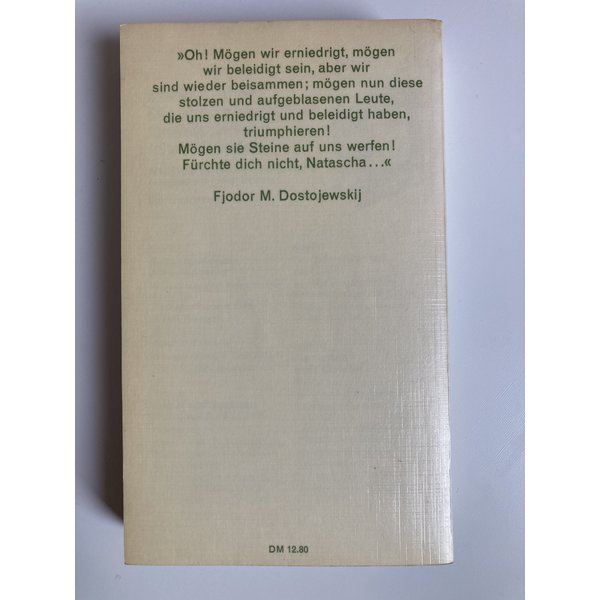 »Oh! Mögen wir erniedrigt, mögen
wir beleidigt sein, aber wir
sind wieder beisammen; mögen nun diese
stolzen und aufgeblasenen Leute,
die uns erniedrigt und beleidigt haben,
triumphieren!
Mögen sie Steine auf uns werfen!
Fürchte dich nicht, Natascha...«
Fjodor M. Dostojewskij
DM 12.80